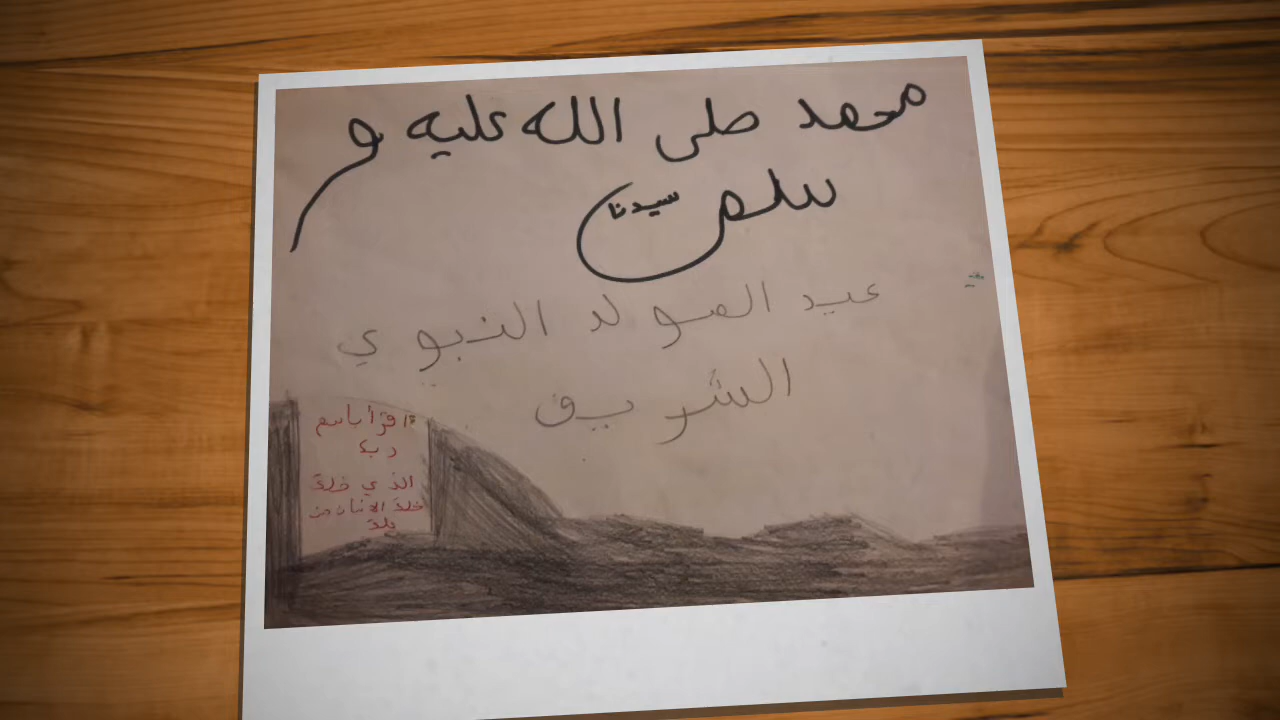 محمد صلى الله عليه و
سلم
سيدنا
عيد المولد النبوي
الشريف
اقرأ باسم
ربك
الذي خلق
خلق الانسان من
علق